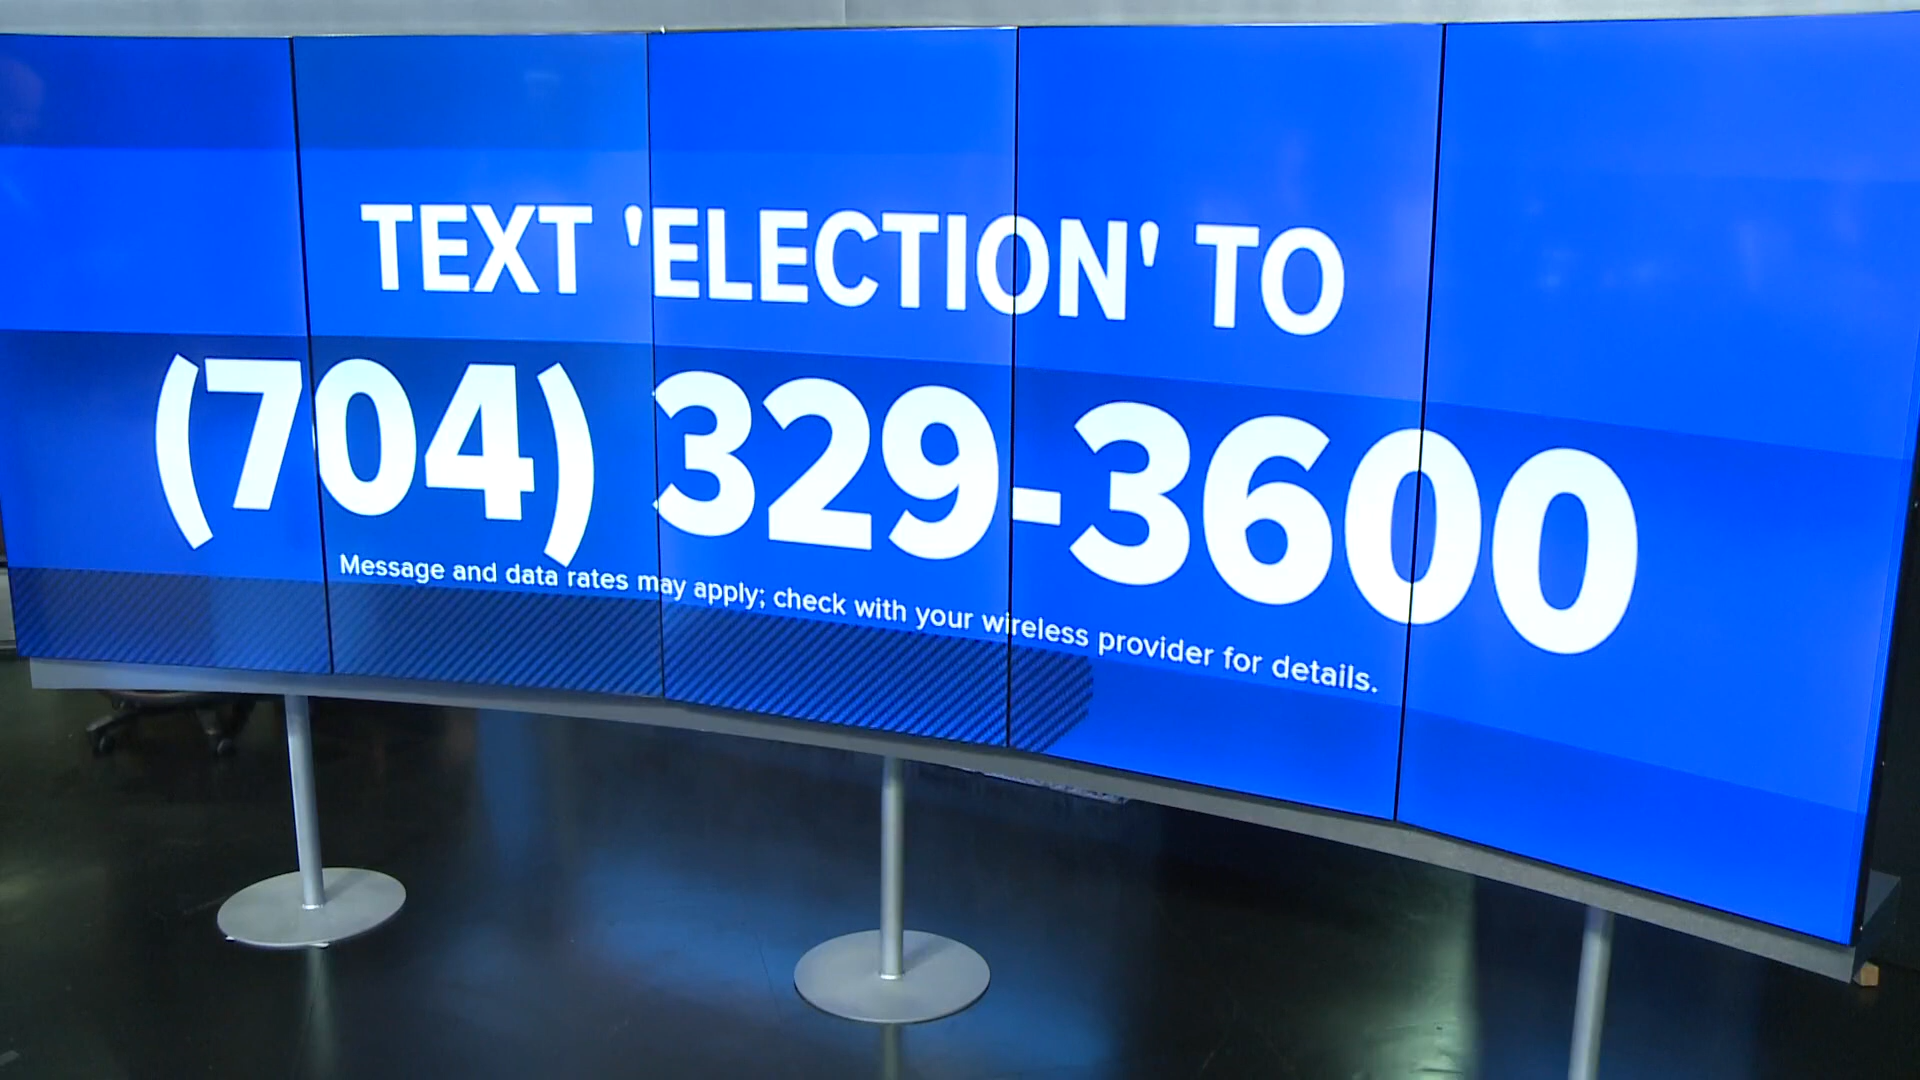 TEXT 'ELECTION' TO
(704) 329-3600
Message and data rates may apply; check with your wireless provider for details.